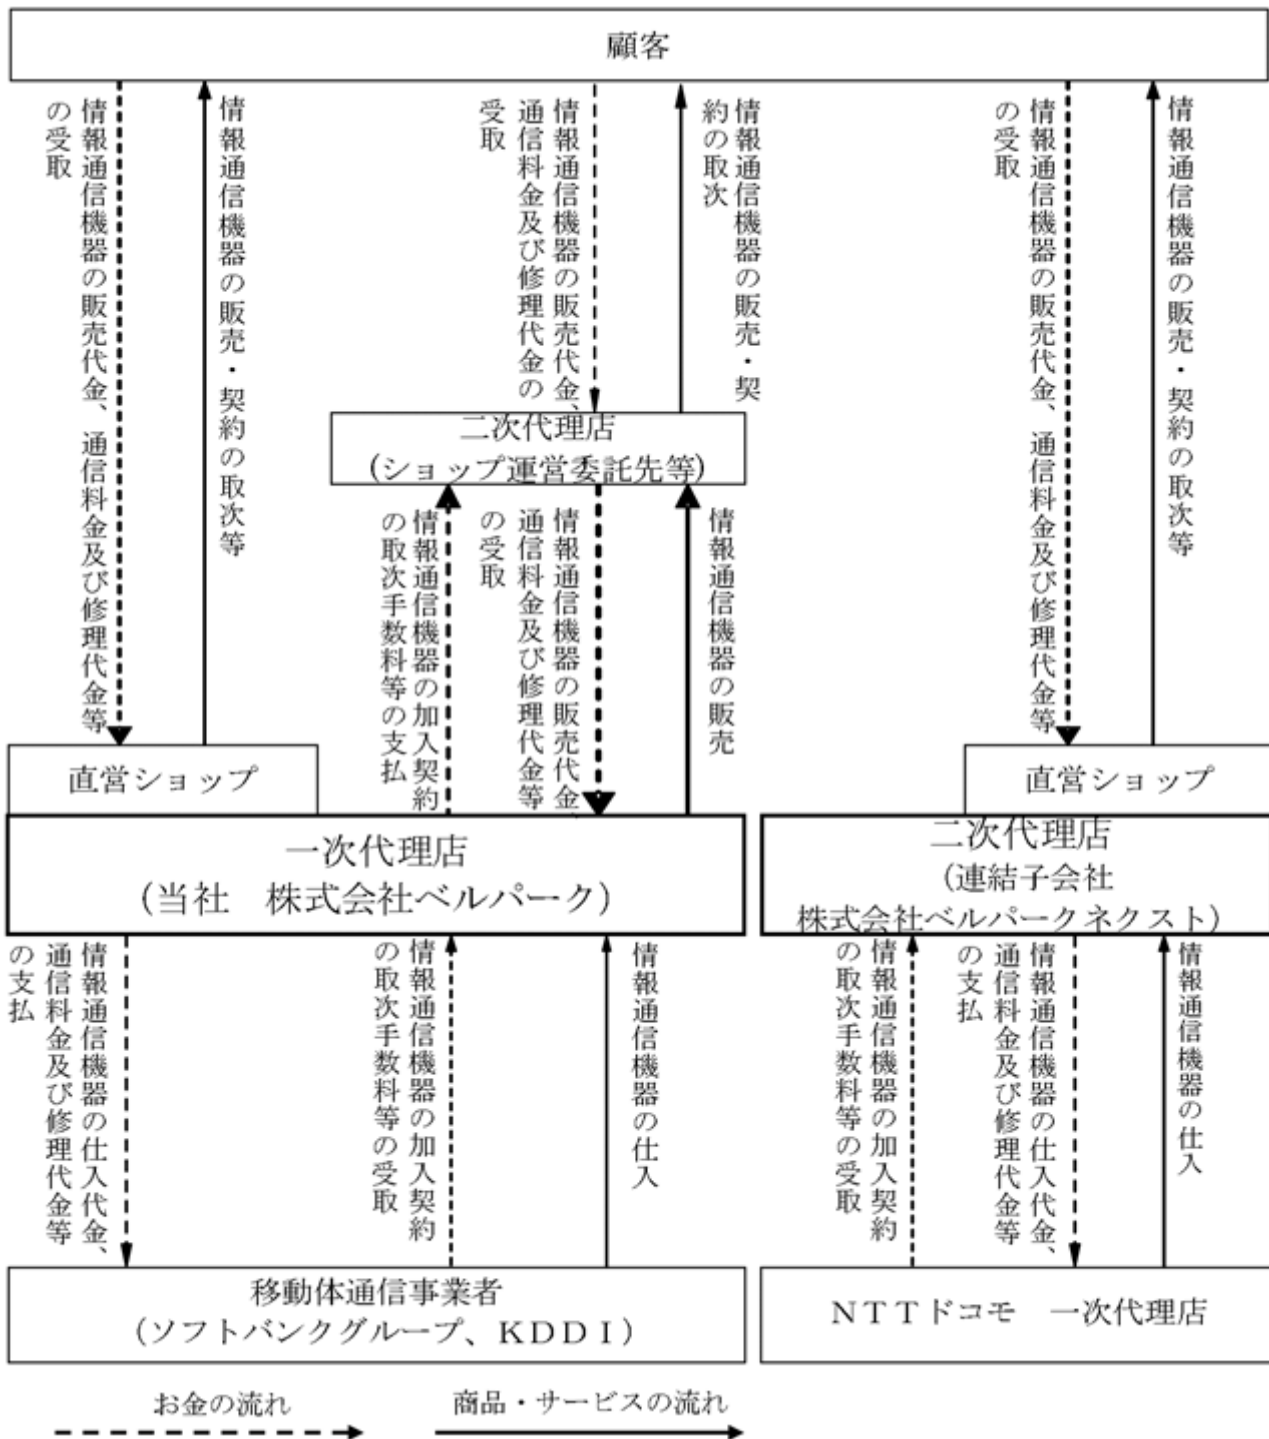 顧客
情報通信機器の販売代金、通信料金及び修理代金等
の受取
情報通信機器の販売・契約の取次等
情報通信機器の販売代金、
通信料金及び修理代金の
受取
情報通信機器の販売・契
約の取次
情報通信機器の販売代金、通信料金及び修理代金等
の受取
情報通信機器の販売・契約の取次等
二次代理店
（ショップ運営委託先等）
情報通信機器の加入契約
の取次手数料等の支払
情報通信機器の販売代金、
通信料金及び修理代金等
の受取
情報通信機器の販売
直営ショップ
直営ショップ
一次代理店
（当社　株式会社ベルパーク）
二次代理店
（連結子会社
株式会社ベルパークネクスト）
情報通信機器の仕入代金、
通信料金及び修理代金等
の支払
情報通信機器の加入契約
の取次手数料等の受取
情報通信機器の仕入
情報通信機器の加入契約
の取次手数料等の受取
情報通信機器の仕入代金、
通信料金及び修理代金等
の支払
情報通信機器の仕入
移動体通信事業者
（ソフトバンクグループ、ＫＤＤＩ）
ＮＴＴドコモ　一次代理店
お金の流れ
商品・サービスの流れ